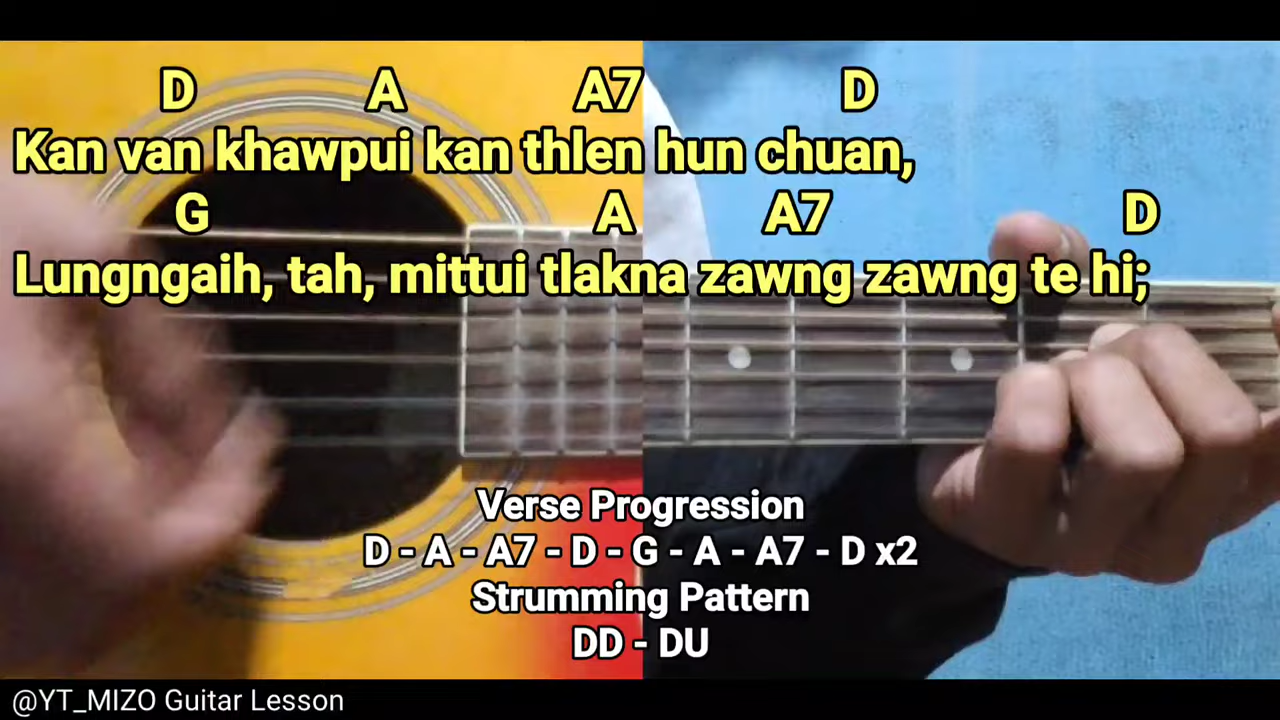 D A A7 D
Kan van khawpui kan thlen hun chuan,
G A A7 D
Lungngaih, tah, mittui tlakna zawng zawng te hi;
Verse Progression
D - A - A7 - D - G - A - A7 - D x2
Strumming Pattern
DD - DU
@YT_MIZO Guitar Lesson